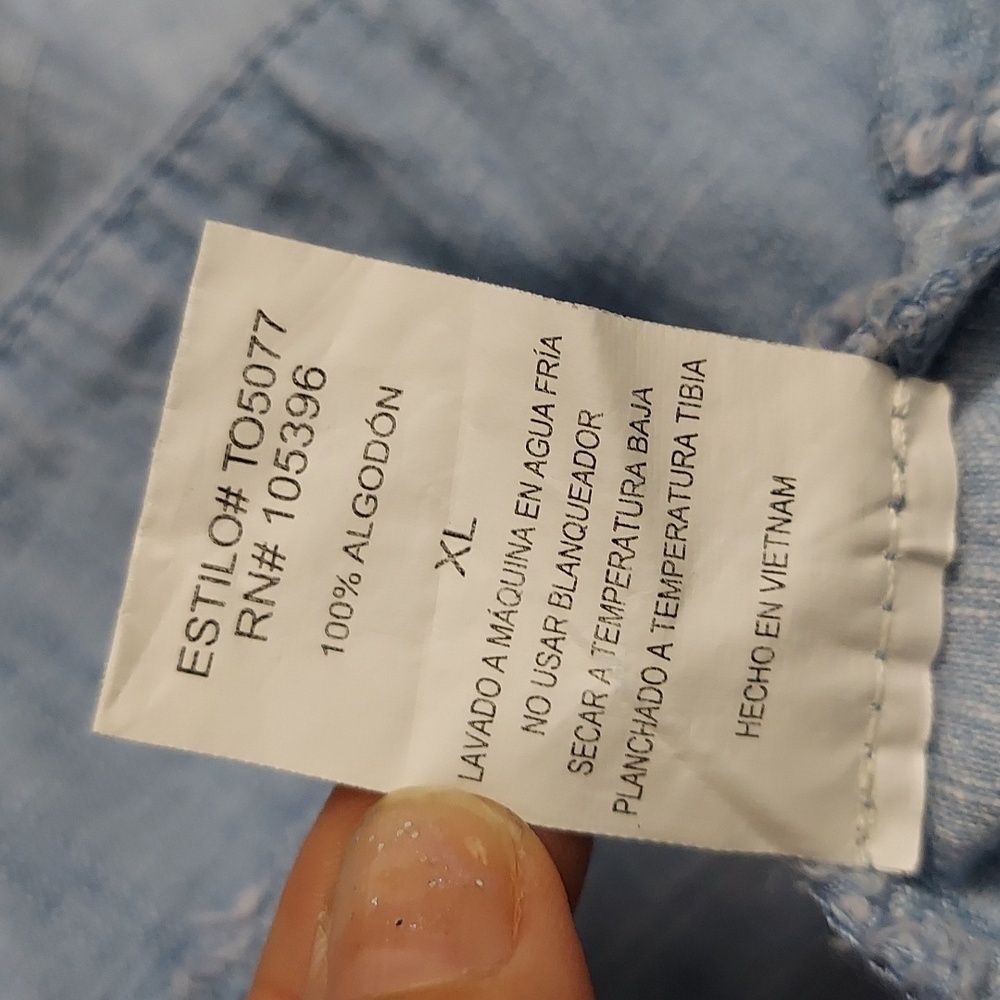 ESTILO# TO5077
RN# 105396
100% ALGODÓN
XL
LAVADO A MÁQUINA EN AGUA FRÍA
NO USAR BLANQUEADOR
SECAR A TEMPERATURA BAJA
PLANCHADO A TEMPERATURA TIBIA
HECHO EN VIETNAM